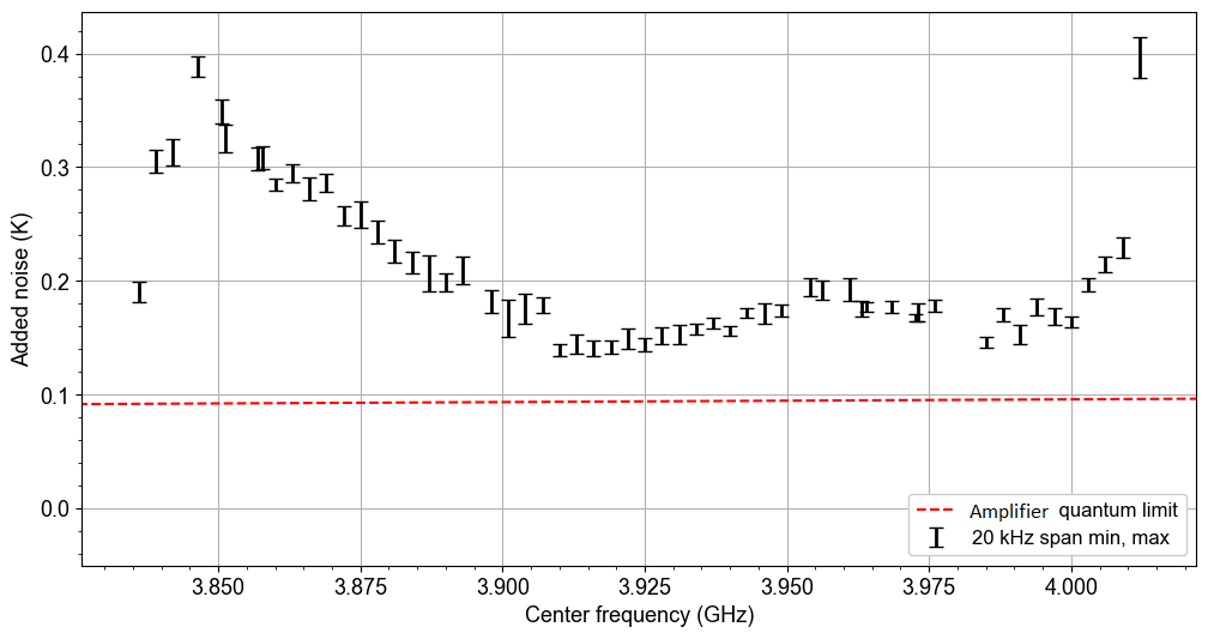 0.4
0.3
0.2
0.1
0.0
Added noise (K)
Amplifier quantum limit
20 kHz span min, max
3.850 3.875 3.900 3.925 3.950 3.975 4.000
Center frequency (GHz)